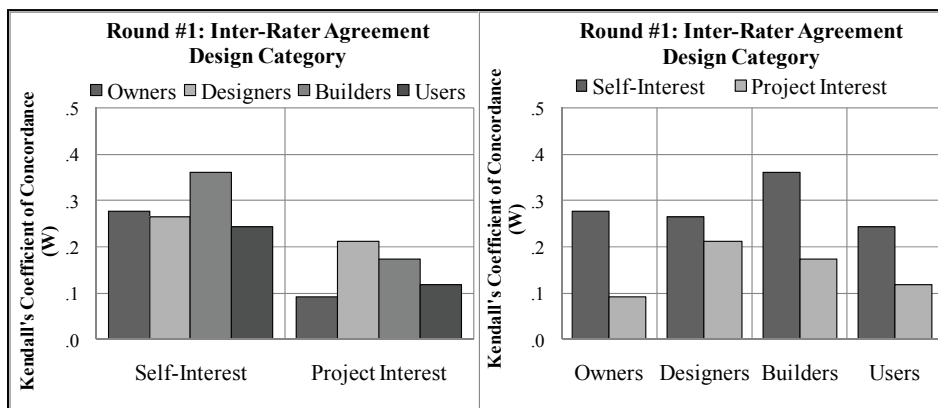 Round #1: Inter-Rater Agreement
Design Category
Owners Designers Builders Users
Kendall's Coefficient of Concordance
(W)
.5
.4
.3
.2
.1
.0
Self-Interest Project Interest
Round #1: Inter-Rater Agreement
Design Category
Self-Interest Project Interest
Kendall's Coefficient of Concordance
(W)
.5
.4
.3
.2
.1
.0
Owners Designers Builders Users